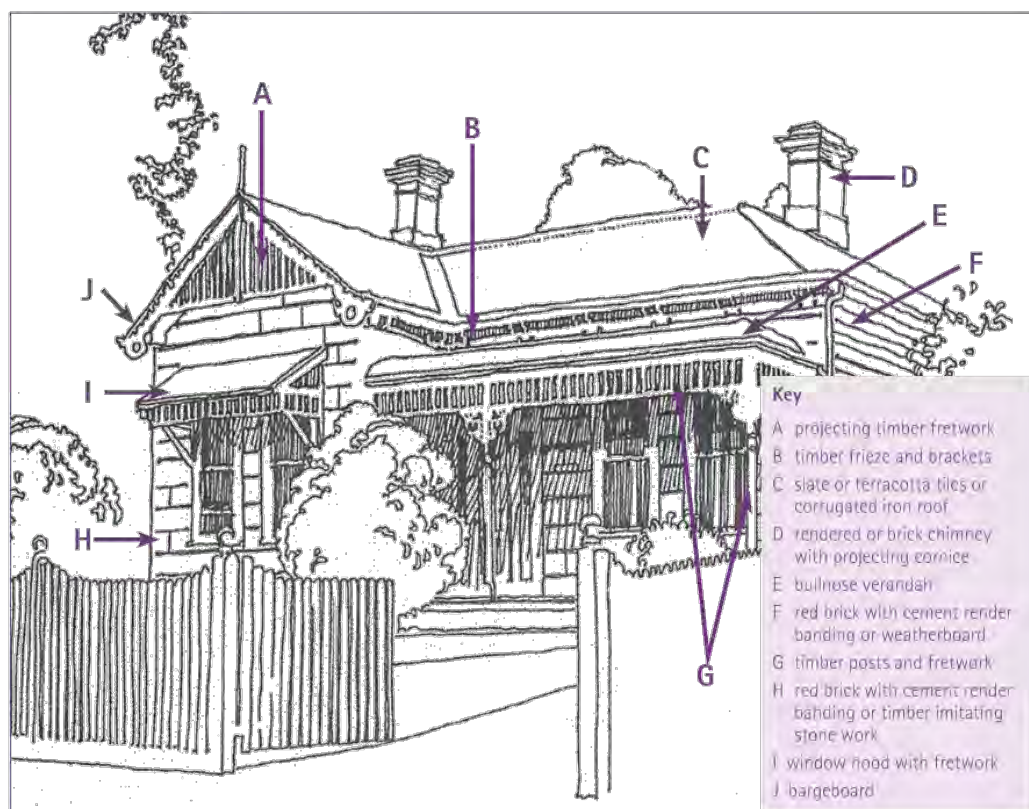 A
B
C
D
E
F
J
I
H
G
Key
A projecting timber fretwork
B timber frieze and brackets
C slate or terracotta tiles or
corrugated iron roof
D rendered or brick chimney
with projecting cornice
E bullnose verandah
F red brick with cement render
banding or weatherboard
G timber posts and fretwork
H red brick with cement render
banding or timber imitating
stone work
I window hood with fretwork
J bargeboard